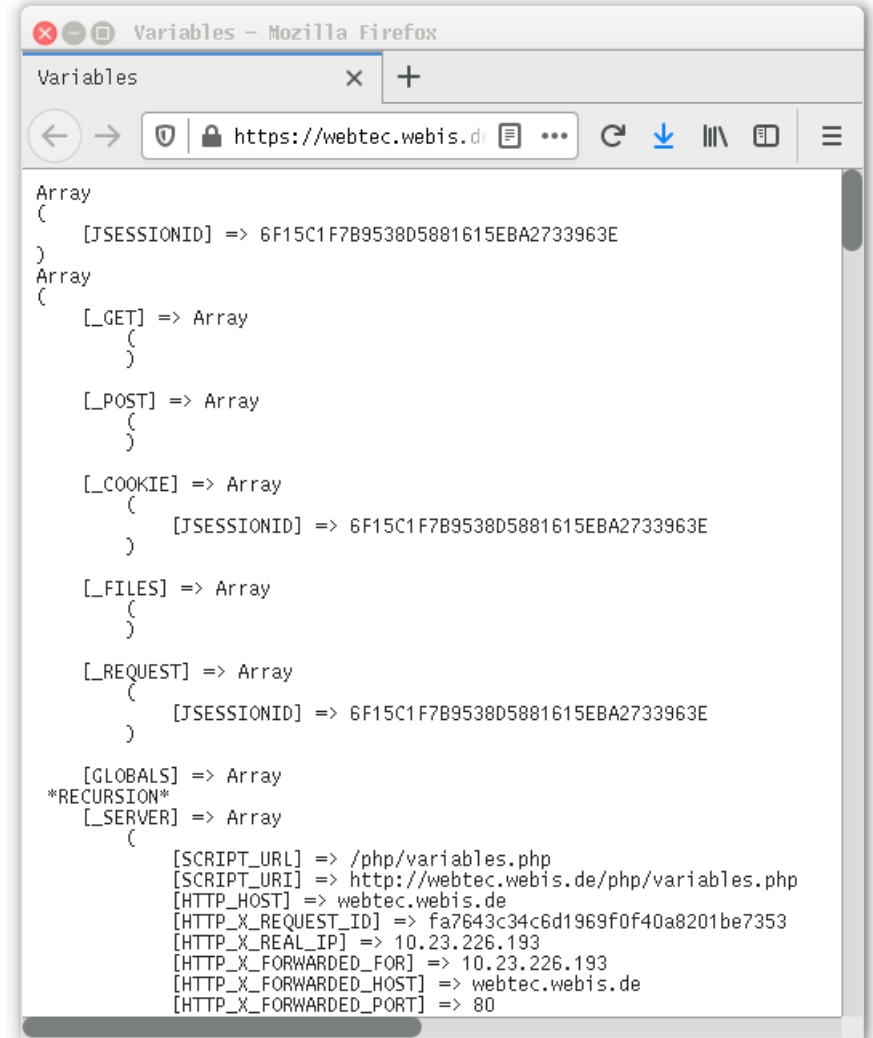 Variables - Mozilla Firefox
Variables
https://webtec.webis.de
Array
(
    [JSESSIONID] => 6F15C1F7B9538D5881615EBA2733963E
)
Array
(
    [_GET] => Array
        (
        )

    [_POST] => Array
        (
        )

    [_COOKIE] => Array
        (
            [JSESSIONID] => 6F15C1F7B9538D5881615EBA2733963E
        )

    [_FILES] => Array
        (
        )

    [_REQUEST] => Array
        (
            [JSESSIONID] => 6F15C1F7B9538D5881615EBA2733963E
        )

    [GLOBALS] => Array
 *RECURSION*
    [_SERVER] => Array
        (
            [SCRIPT_URL] => /php/variables.php
            [SCRIPT_URI] => http://webtec.webis.de/php/variables.php
            [HTTP_HOST] => webtec.webis.de
            [HTTP_X_REQUEST_ID] => fa7643c34c6d1969f0f40a8201be7353
            [HTTP_X_REAL_IP] => 10.23.226.193
            [HTTP_X_FORWARDED_FOR] => 10.23.226.193
            [HTTP_X_FORWARDED_HOST] => webtec.webis.de
            [HTTP_X_FORWARDED_PORT] => 80